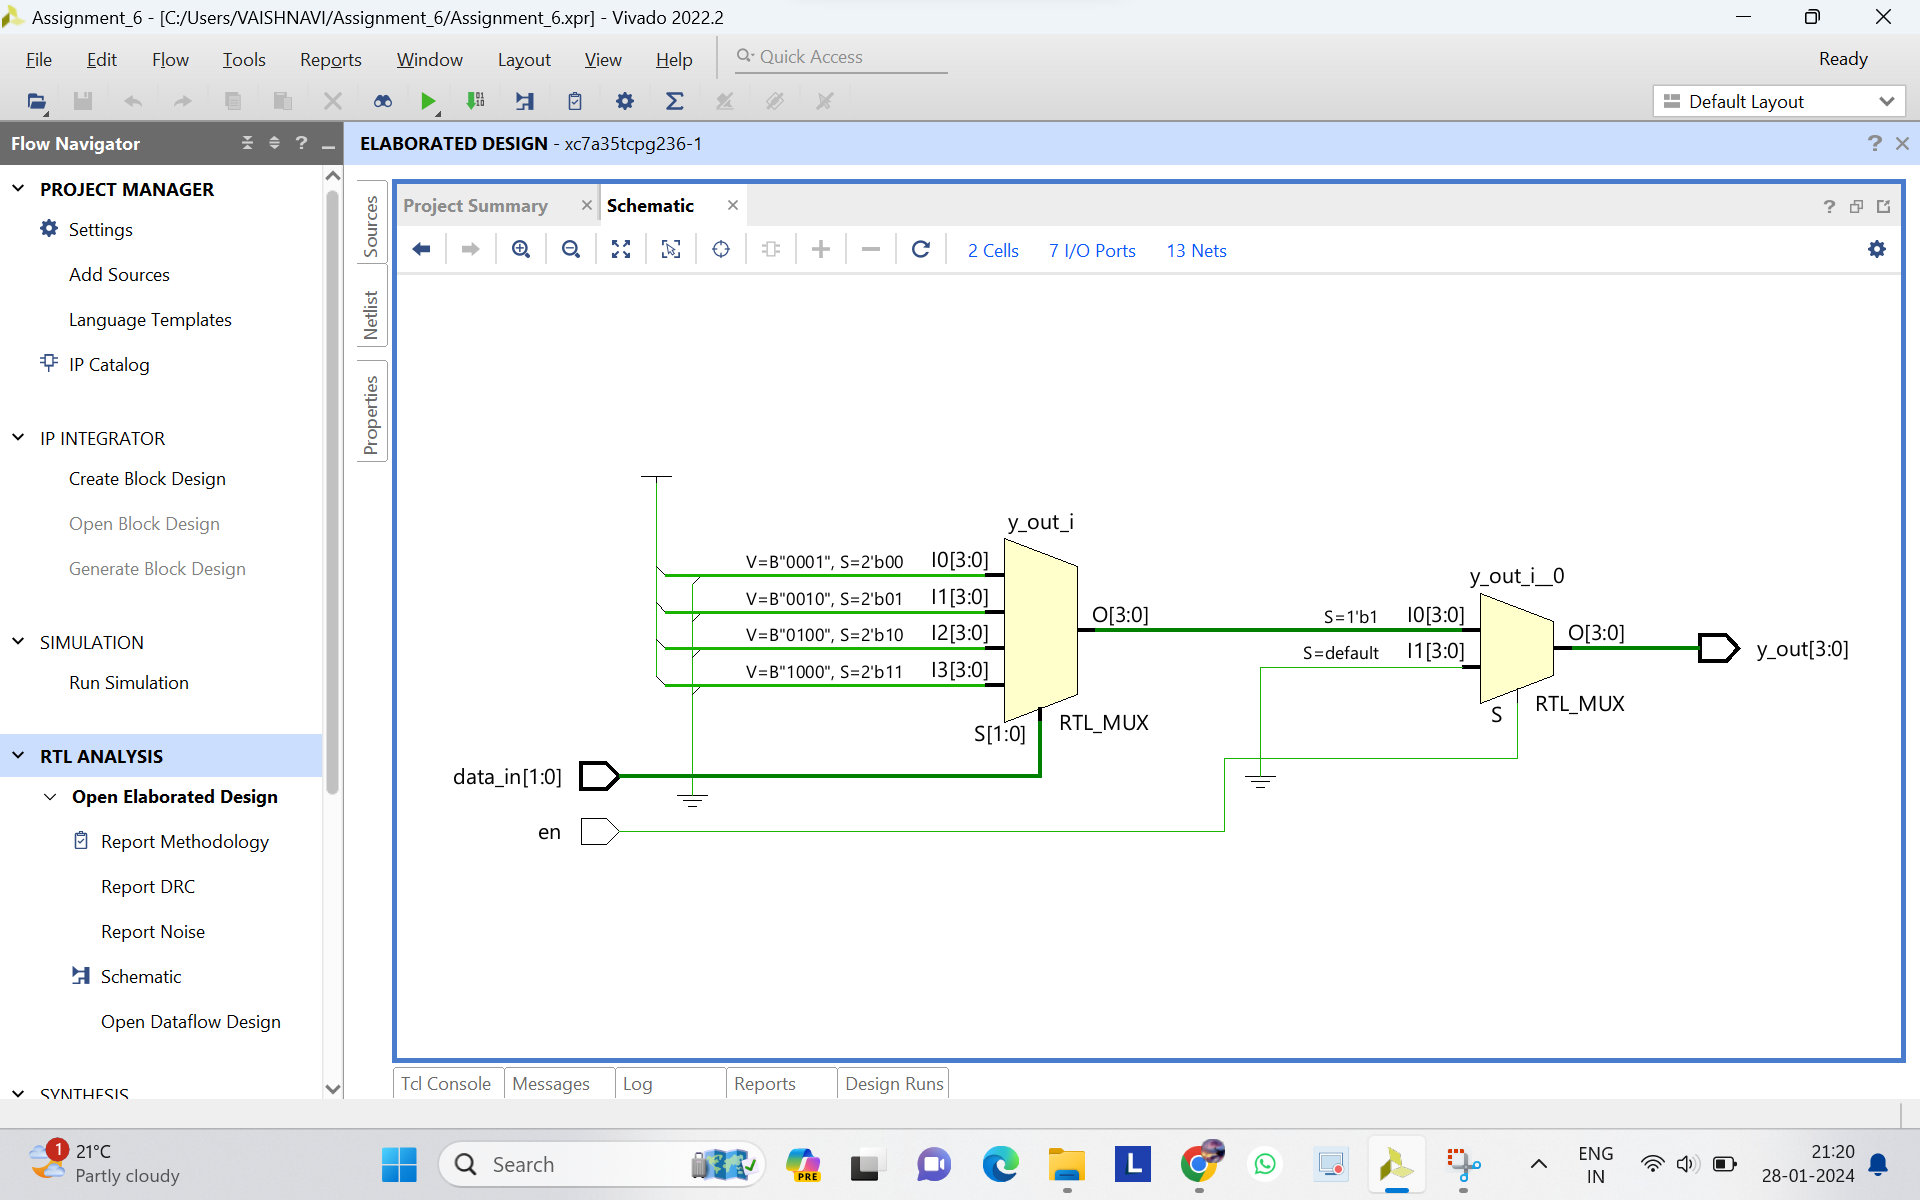 Assignment_6 - [C:/Users/VAISHNAVI/Assignment_6/Assignment_6.xpr] - Vivado 2022.2
File Edit Flow Tools Reports Window Layout View Help Quick Access Ready
Default Layout
Flow Navigator
ELABORATED DESIGN - xc7a35tcpg236-1
PROJECT MANAGER
Settings
Add Sources
Language Templates
IP Catalog
IP INTEGRATOR
Create Block Design
Open Block Design
Generate Block Design
SIMULATION
Run Simulation
RTL ANALYSIS
Open Elaborated Design
Report Methodology
Report DRC
Report Noise
Schematic
Open Dataflow Design
SYNTHESIS
Sources
Netlist
Properties
Project Summary Schematic
2 Cells 7 I/O Ports 13 Nets
y_out_i
V=B"0001", S=2'b00 I0[3:0]
V=B"0010", S=2'b01 I1[3:0]
V=B"0100", S=2'b10 I2[3:0]
V=B"1000", S=2'b11 I3[3:0]
S[1:0]
RTL_MUX
O[3:0]
y_out_i__0
S=1'b1 I0[3:0]
S=default I1[3:0]
O[3:0]
S
RTL_MUX
y_out[3:0]
data_in[1:0]
en
Tcl Console Messages Log Reports Design Runs
1
21°C
Partly cloudy
Search
PRE
L
ENG
IN
21:20
28-01-2024